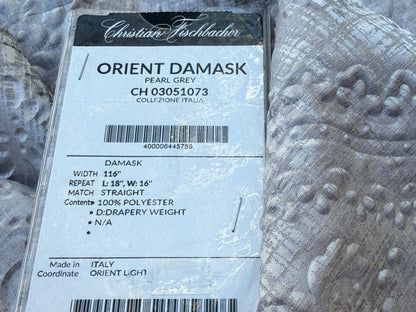 Christian Fischbacher
ORIENT DAMASK
PEARL GREY
CH 03051073
COLLEZIONE ITALIA
400006445759
DAMASK
WIDTH 116"
REPEAT L: 18", W: 16"
MATCH STRAIGHT
Contents 100% POLYESTER
• D:DRAPERY WEIGHT
• N/A
•
Made in ITALY
Coordinate ORIENT LIGHT